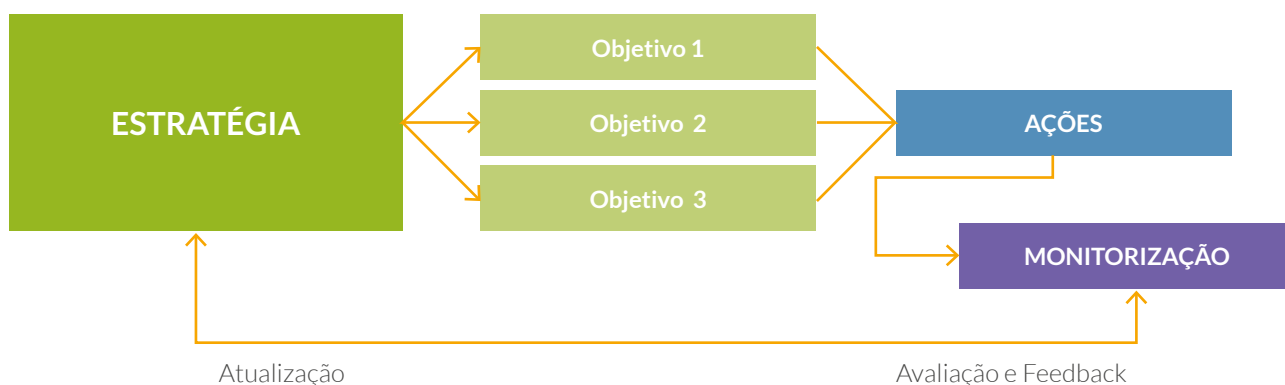 Objetivo 1
ESTRATÉGIA
Objetivo 2
AÇÕES
Objetivo 3
MONITORIZAÇÃO
Atualização
Avaliação e Feedback